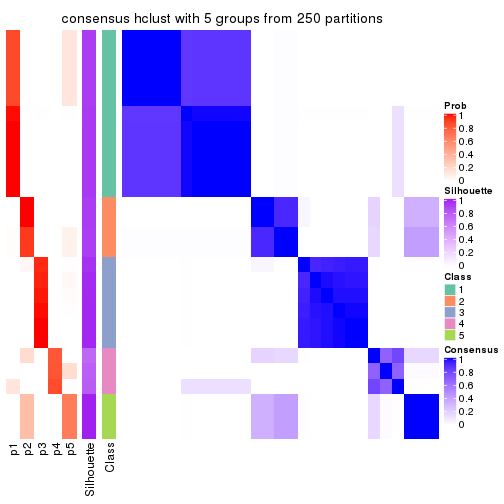 consensus hclust with 5 groups from 250 partitions
Prob
1
0.8
0.6
0.4
0.2
0
Silhouette
1
0.8
0.6
0.4
0.2
0
Class
1
2
3
4
5
Consensus
1
0.8
0.6
0.4
0.2
0
p1
p2
p3
p4
p5
Silhouette
Class